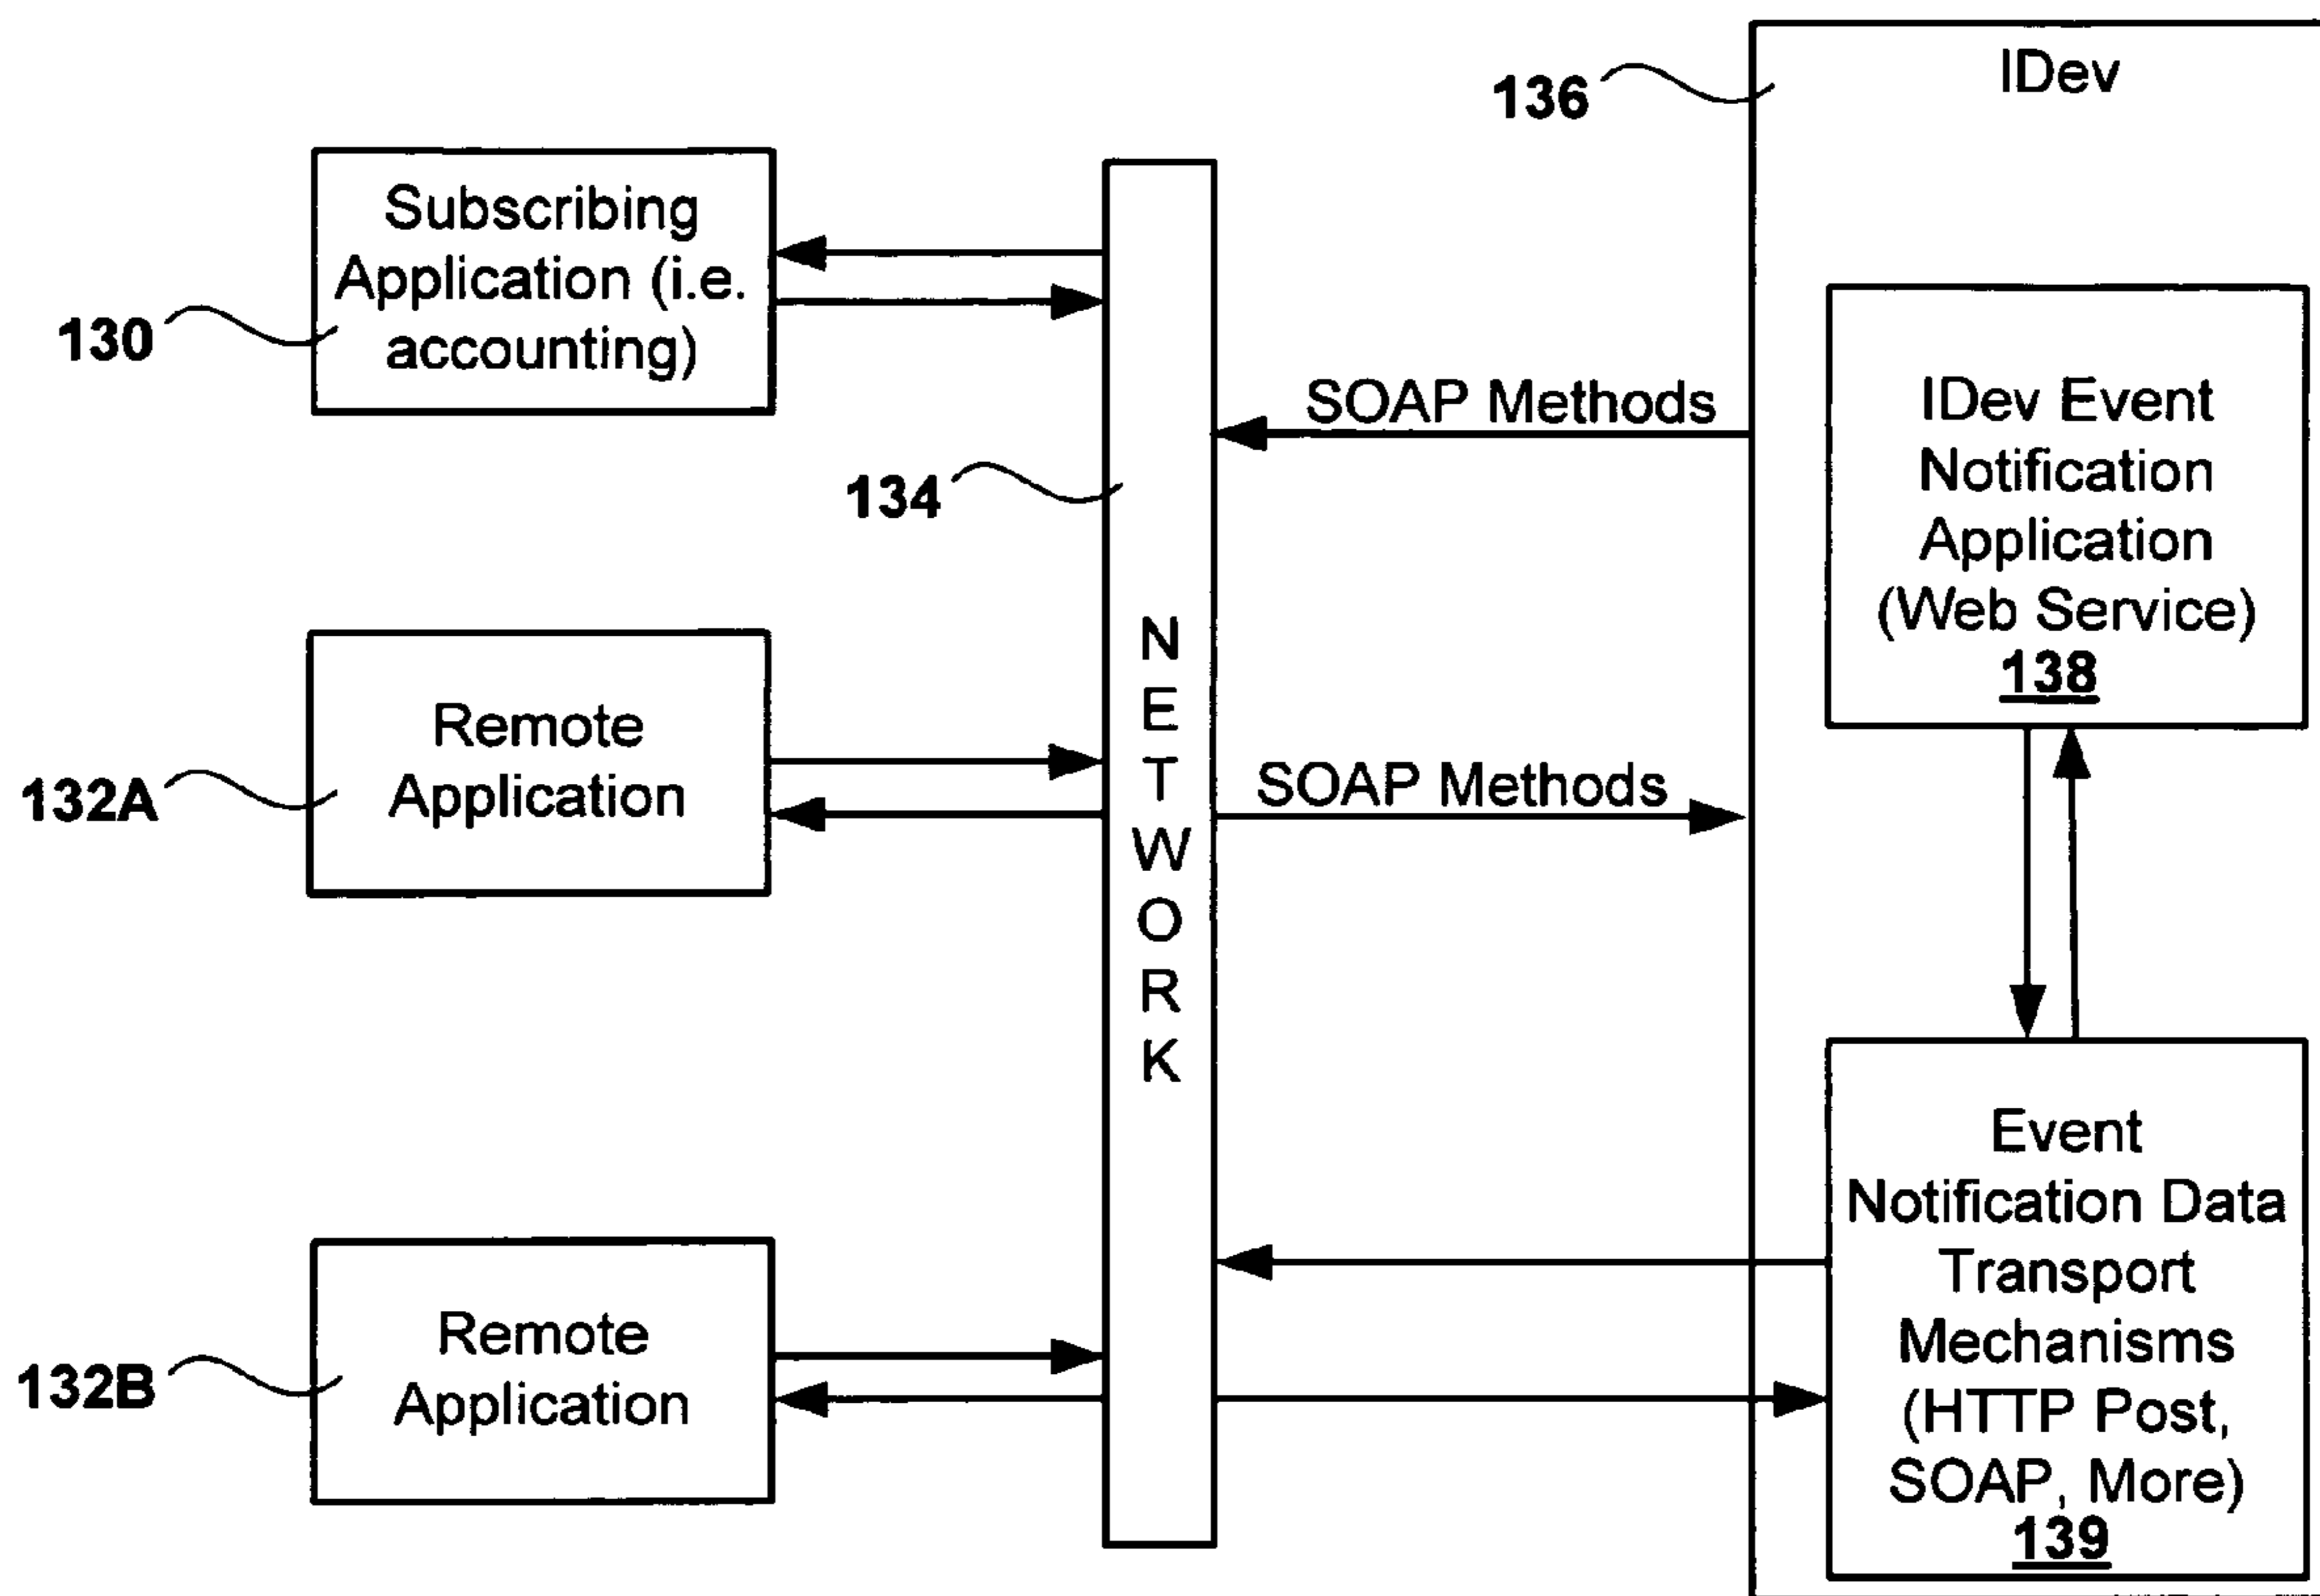 IDev
136
Subscribing
Application (i.e.
accounting)
130
SOAP Methods
134
IDev Event
Notification
Application
(Web Service)
138
N
E
T
W
O
R
K
Remote
Application
132A
SOAP Methods
Event
Notification Data
Transport
Mechanisms
(HTTP Post,
SOAP, More)
139
Remote
Application
132B